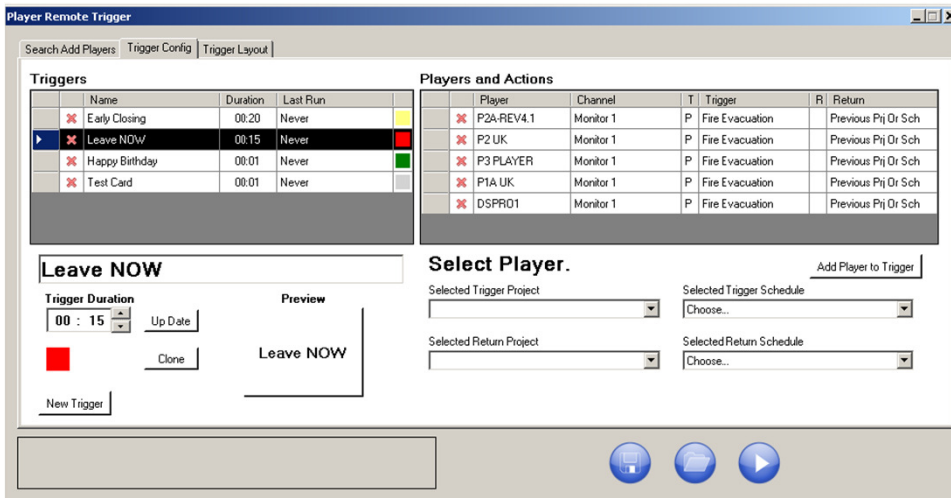 Player Remote Trigger
Search Add Players Trigger Config Trigger Layout
Triggers
Name Duration Last Run
Early Closing 00:20 Never
Leave NOW 00:15 Never
Happy Birthday 00:01 Never
Test Card 00:01 Never
Players and Actions
Player Channel T Trigger R Return
P2A-REV4.1 Monitor 1 P Fire Evacuation Previous Prj Or Sch
P2 UK Monitor 1 P Fire Evacuation Previous Prj Or Sch
P3 PLAYER Monitor 1 P Fire Evacuation Previous Prj Or Sch
P1A UK Monitor 1 P Fire Evacuation Previous Prj Or Sch
DSPRO1 Monitor 1 P Fire Evacuation Previous Prj Or Sch
Leave NOW
Trigger Duration
00 : 15
Up Date
Clone
New Trigger
Preview
Leave NOW
Select Player.
Add Player to Trigger
Selected Trigger Project
Selected Trigger Schedule
Choose...
Selected Return Project
Selected Return Schedule
Choose...